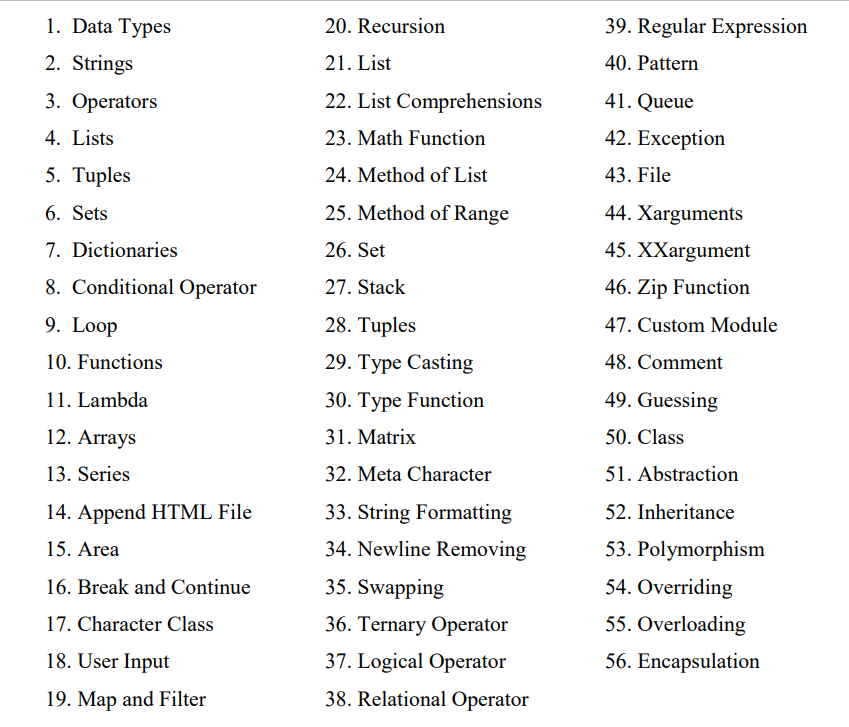 1. Data Types
2. Strings
3. Operators
4. Lists
5. Tuples
6. Sets
7. Dictionaries
8. Conditional Operator
9. Loop
10. Functions
11. Lambda
12. Arrays
13. Series
14. Append HTML File
15. Area
16. Break and Continue
17. Character Class
18. User Input
19. Map and Filter
20. Recursion
21. List
22. List Comprehensions
23. Math Function
24. Method of List
25. Method of Range
26. Set
27. Stack
28. Tuples
29. Type Casting
30. Type Function
31. Matrix
32. Meta Character
33. String Formatting
34. Newline Removing
35. Swapping
36. Ternary Operator
37. Logical Operator
38. Relational Operator
39. Regular Expression
40. Pattern
41. Queue
42. Exception
43. File
44. Xarguments
45. XXargument
46. Zip Function
47. Custom Module
48. Comment
49. Guessing
50. Class
51. Abstraction
52. Inheritance
53. Polymorphism
54. Overriding
55. Overloading
56. Encapsulation